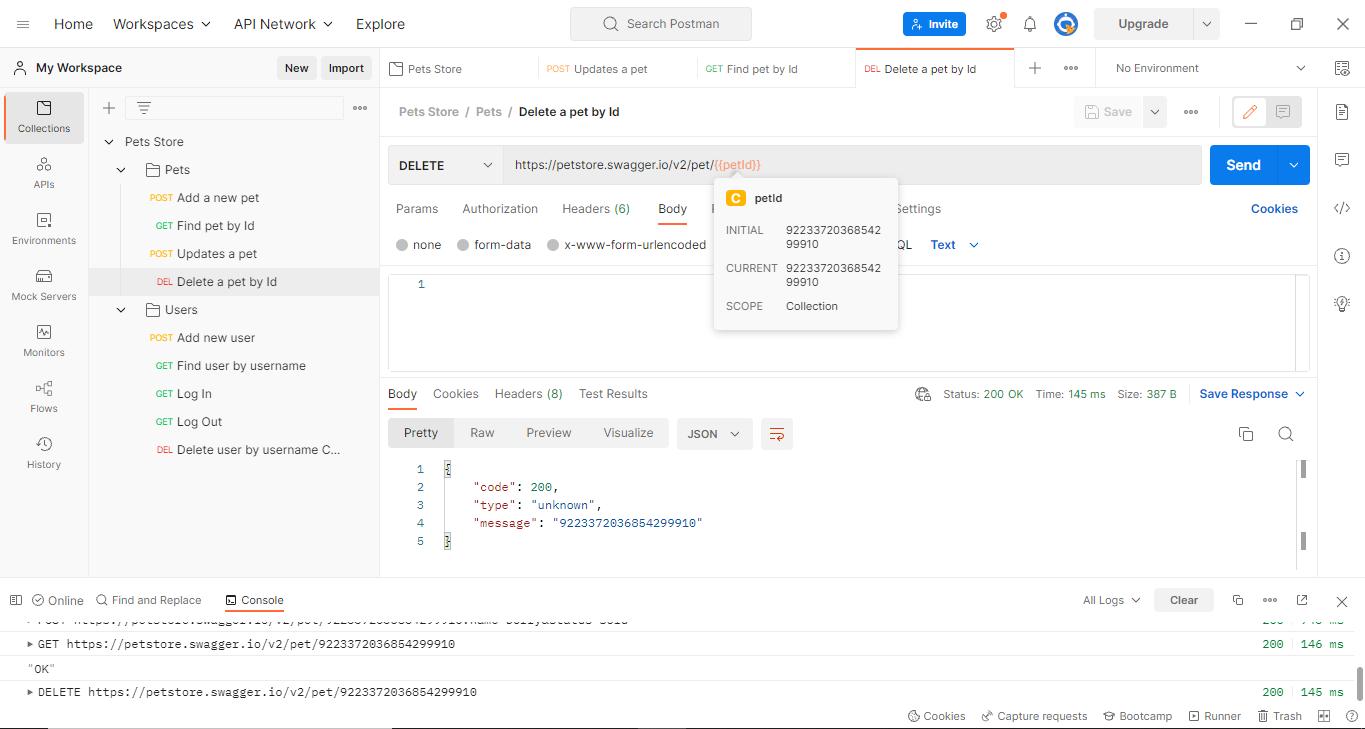 Home Workspaces API Network Explore Search Postman Invite Upgrade
My Workspace New Import
Pets Store POST Updates a pet GET Find pet by Id DEL Delete a pet by Id No Environment
Collections
APIs
Environments
Mock Servers
Monitors
Flows
History
Pets Store
Pets
POST Add a new pet
GET Find pet by Id
POST Updates a pet
DEL Delete a pet by Id
Users
POST Add new user
GET Find user by username
GET Log In
GET Log Out
DEL Delete user by username C...
Pets Store / Pets / Delete a pet by Id Save
DELETE https://petstore.swagger.io/v2/pet/{{petId}} Send
Params Authorization Headers (6) Body Settings Cookies
none form-data x-www-form-urlencoded QL Text
C petId
INITIAL 92233720368542
99910
CURRENT 92233720368542
99910
SCOPE Collection
1
Body Cookies Headers (8) Test Results Status: 200 OK Time: 145 ms Size: 387 B Save Response
Pretty Raw Preview Visualize JSON
1 {
2 "code": 200,
3 "type": "unknown",
4 "message": "9223372036854299910"
5 }
Online Find and Replace Console All Logs Clear
GET https://petstore.swagger.io/v2/pet/9223372036854299910 200 146 ms
"OK"
DELETE https://petstore.swagger.io/v2/pet/9223372036854299910 200 145 ms
Cookies Capture requests Bootcamp Runner Trash